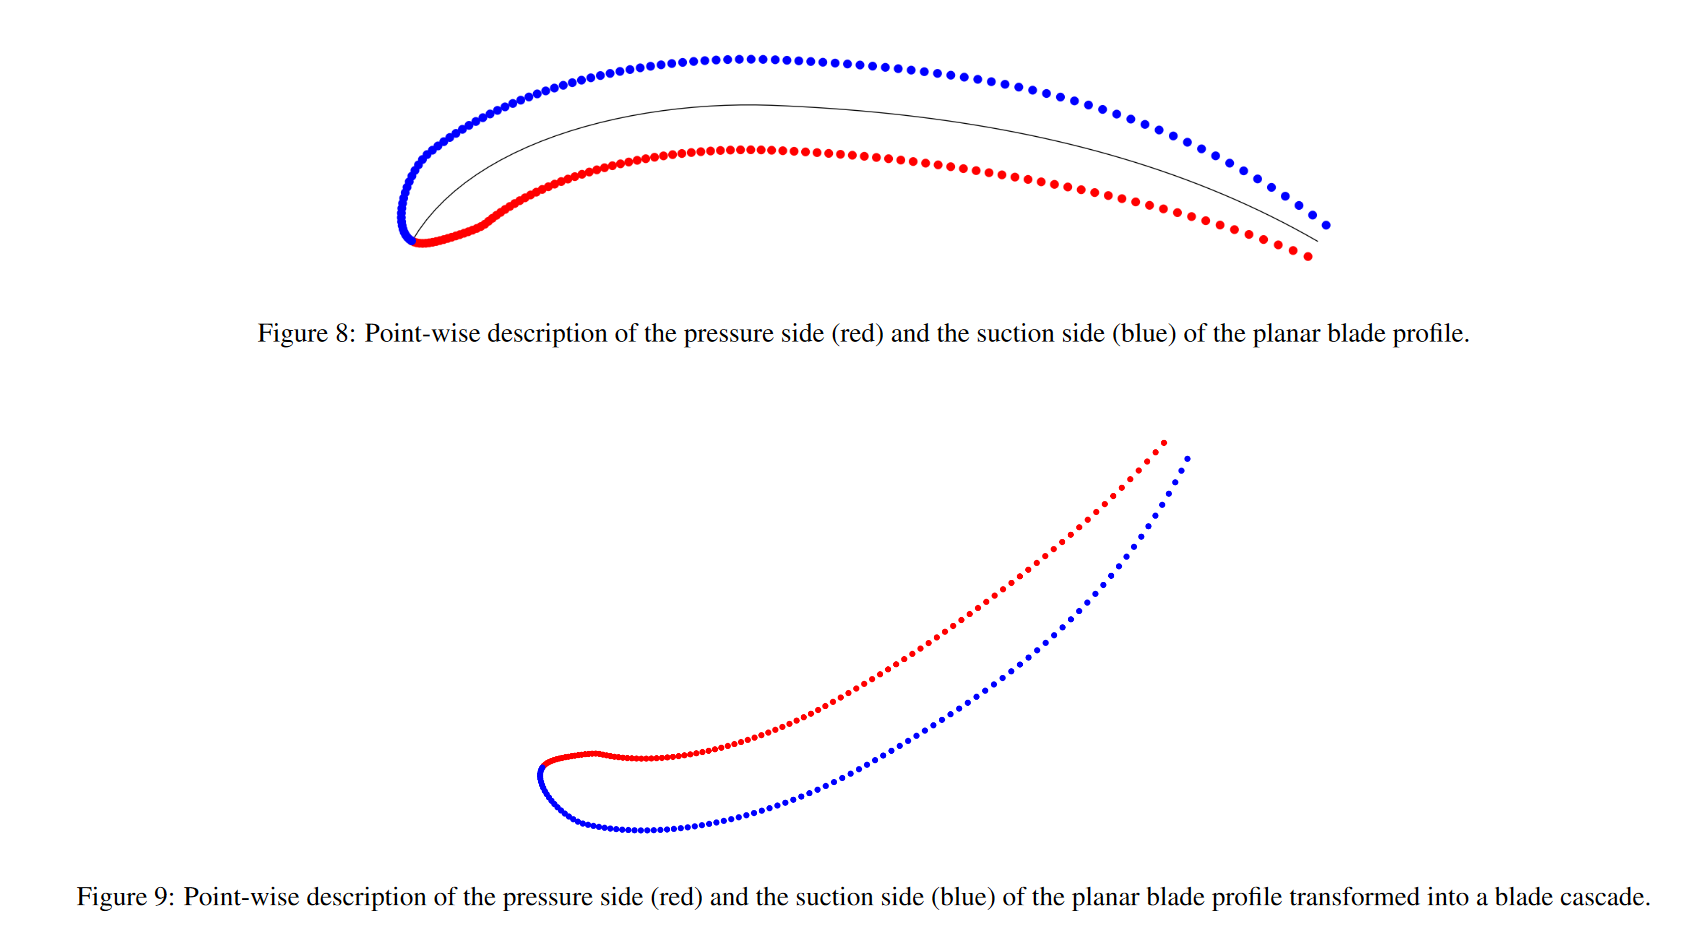 Figure 8: Point-wise description of the pressure side (red) and the suction side (blue) of the planar blade profile.
Figure 9: Point-wise description of the pressure side (red) and the suction side (blue) of the planar blade profile transformed into a blade cascade.